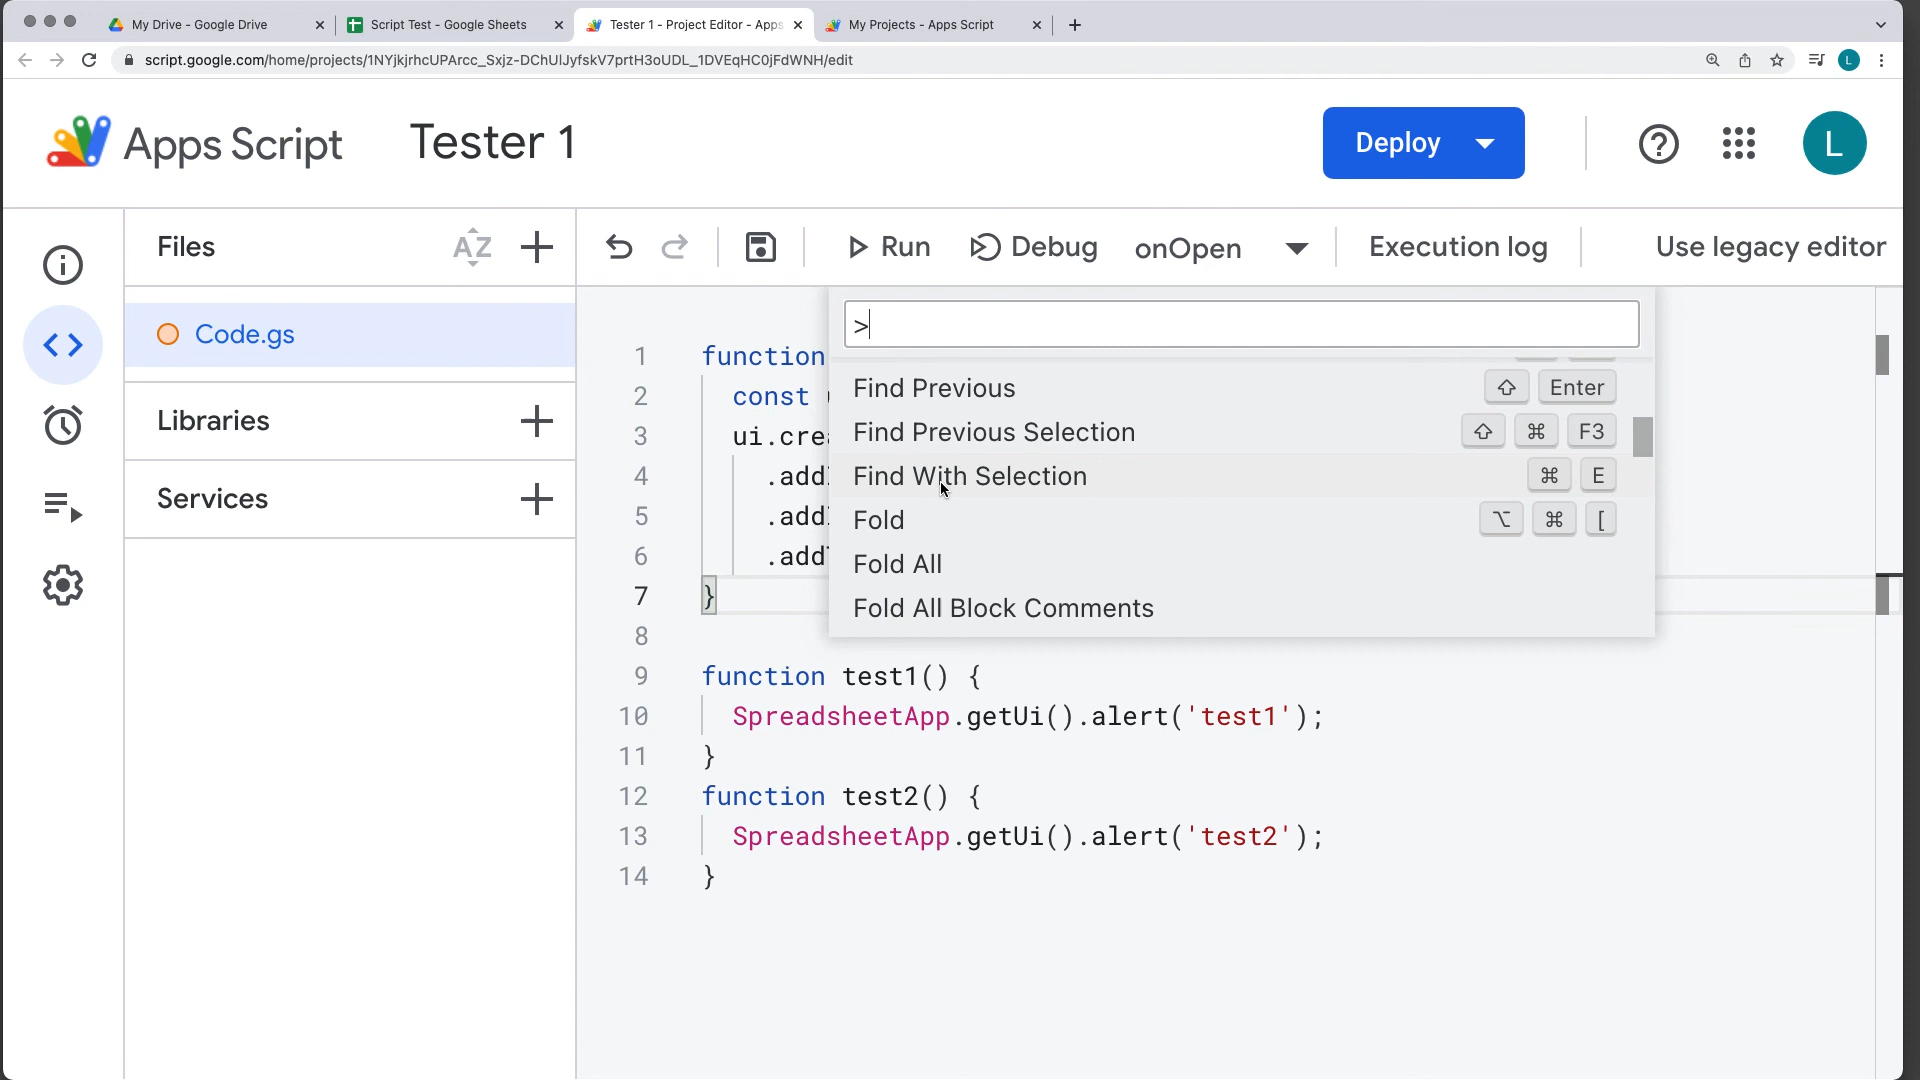 My Drive - Google Drive
Script Test - Google Sheets
Tester 1 - Project Editor - Apps
My Projects - Apps Script
script.google.com/home/projects/1NYjkjrhcUPArcc_Sxjz-DChUlJyfskV7prtH3oUDL_1DVEqHC0jFdWNH/edit
L
Apps Script
Tester 1
Deploy
L
Files
AZ
Run
Debug
onOpen
Execution log
Use legacy editor
Code.gs
Libraries
Services
>
Find Previous ⇧ Enter
Find Previous Selection ⇧ ⌘ F3
Find With Selection ⌘ E
Fold ⌥ ⌘ [
Fold All
Fold All Block Comments
1 function
2 const
3 ui.crea
4 .add
5 .add
6 .add
7 }
8
9 function test1() {
10 SpreadsheetApp.getUi().alert('test1');
11 }
12 function test2() {
13 SpreadsheetApp.getUi().alert('test2');
14 }